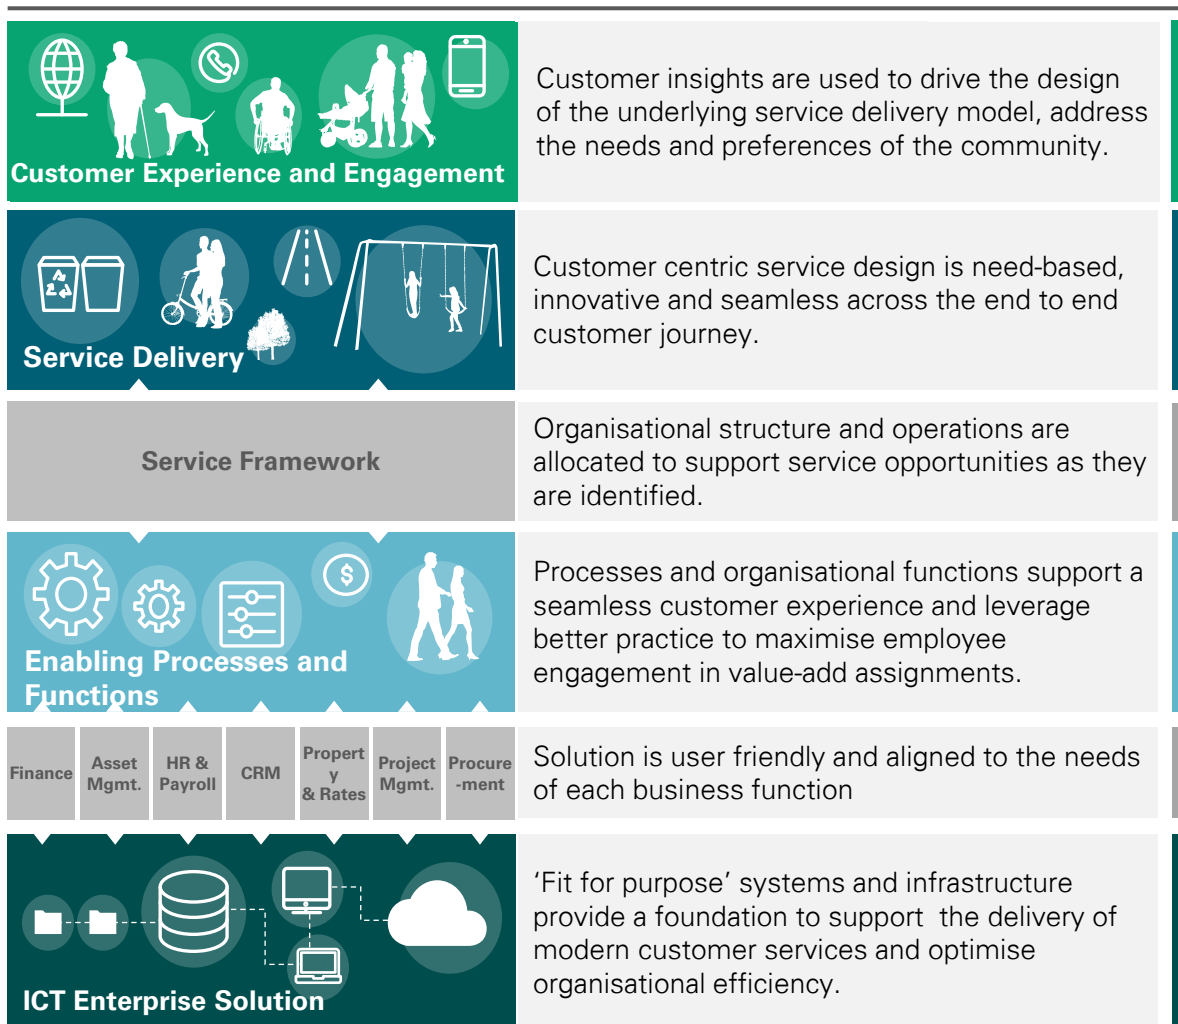 Customer Experience and Engagement
Customer insights are used to drive the design
of the underlying service delivery model, address
the needs and preferences of the community.
Service Delivery
Customer centric service design is need-based,
innovative and seamless across the end to end
customer journey.
Service Framework
Organisational structure and operations are
allocated to support service opportunities as they
are identified.
$
Enabling Processes and
Functions
Processes and organisational functions support a
seamless customer experience and leverage
better practice to maximise employee
engagement in value-add assignments.
Finance
Asset
Mgmt.
HR &
Payroll
CRM
Propert
y
& Rates
Project
Mgmt.
Procure
-ment
Solution is user friendly and aligned to the needs
of each business function
ICT Enterprise Solution
‘Fit for purpose’ systems and infrastructure
provide a foundation to support  the delivery of
modern customer services and optimise
organisational efficiency.